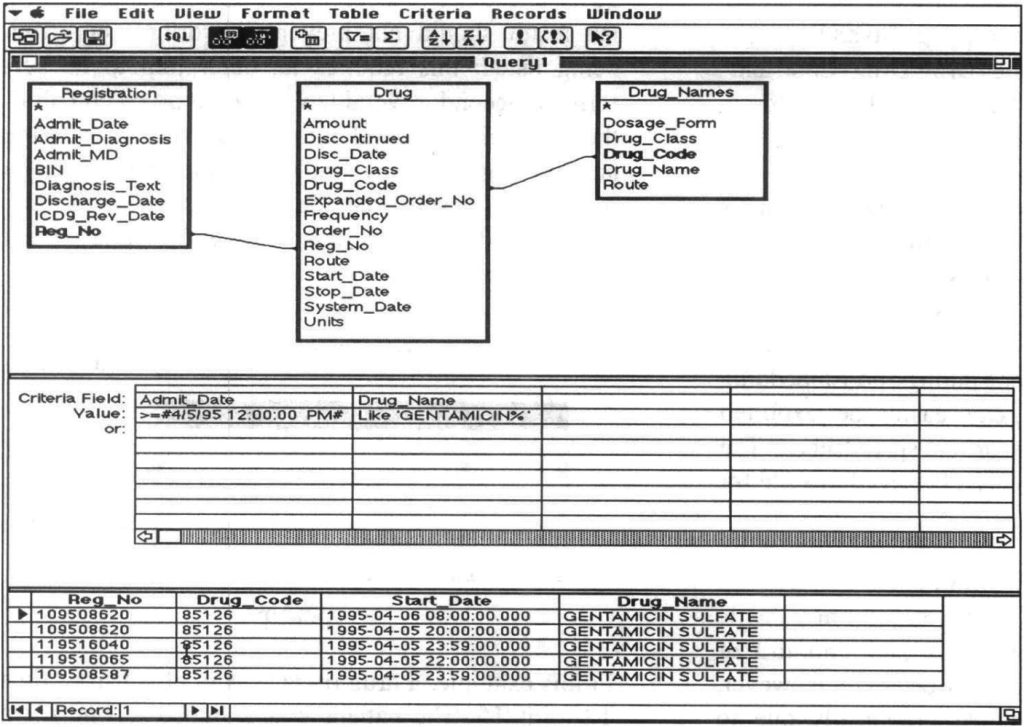 File Edit View Format Table Criteria Records Window
SQL
Query1
Registration
*
Admit_Date
Admit_Diagnosis
Admit_MD
BIN
Diagnosis_Text
Discharge_Date
ICD9_Rev_Date
Reg_No
Drug
*
Amount
Discontinued
Disc_Date
Drug_Class
Drug_Code
Expanded_Order_No
Frequency
Order_No
Reg_No
Route
Start_Date
Stop_Date
System_Date
Units
Drug_Names
*
Dosage_Form
Drug_Class
Drug_Code
Drug_Name
Route
Criteria Field: Admit_Date Drug_Name
Value: >=#4/5/95 12:00:00 PM# Like 'GENTAMICIN%'
or:
Reg_No Drug_Code Start_Date Drug_Name
109508620 85126 1995-04-06 08:00:00.000 GENTAMICIN SULFATE
109508620 85126 1995-04-05 20:00:00.000 GENTAMICIN SULFATE
119516040 85126 1995-04-05 23:59:00.000 GENTAMICIN SULFATE
119516065 85126 1995-04-05 22:00:00.000 GENTAMICIN SULFATE
109508587 85126 1995-04-05 23:59:00.000 GENTAMICIN SULFATE
Record: 1